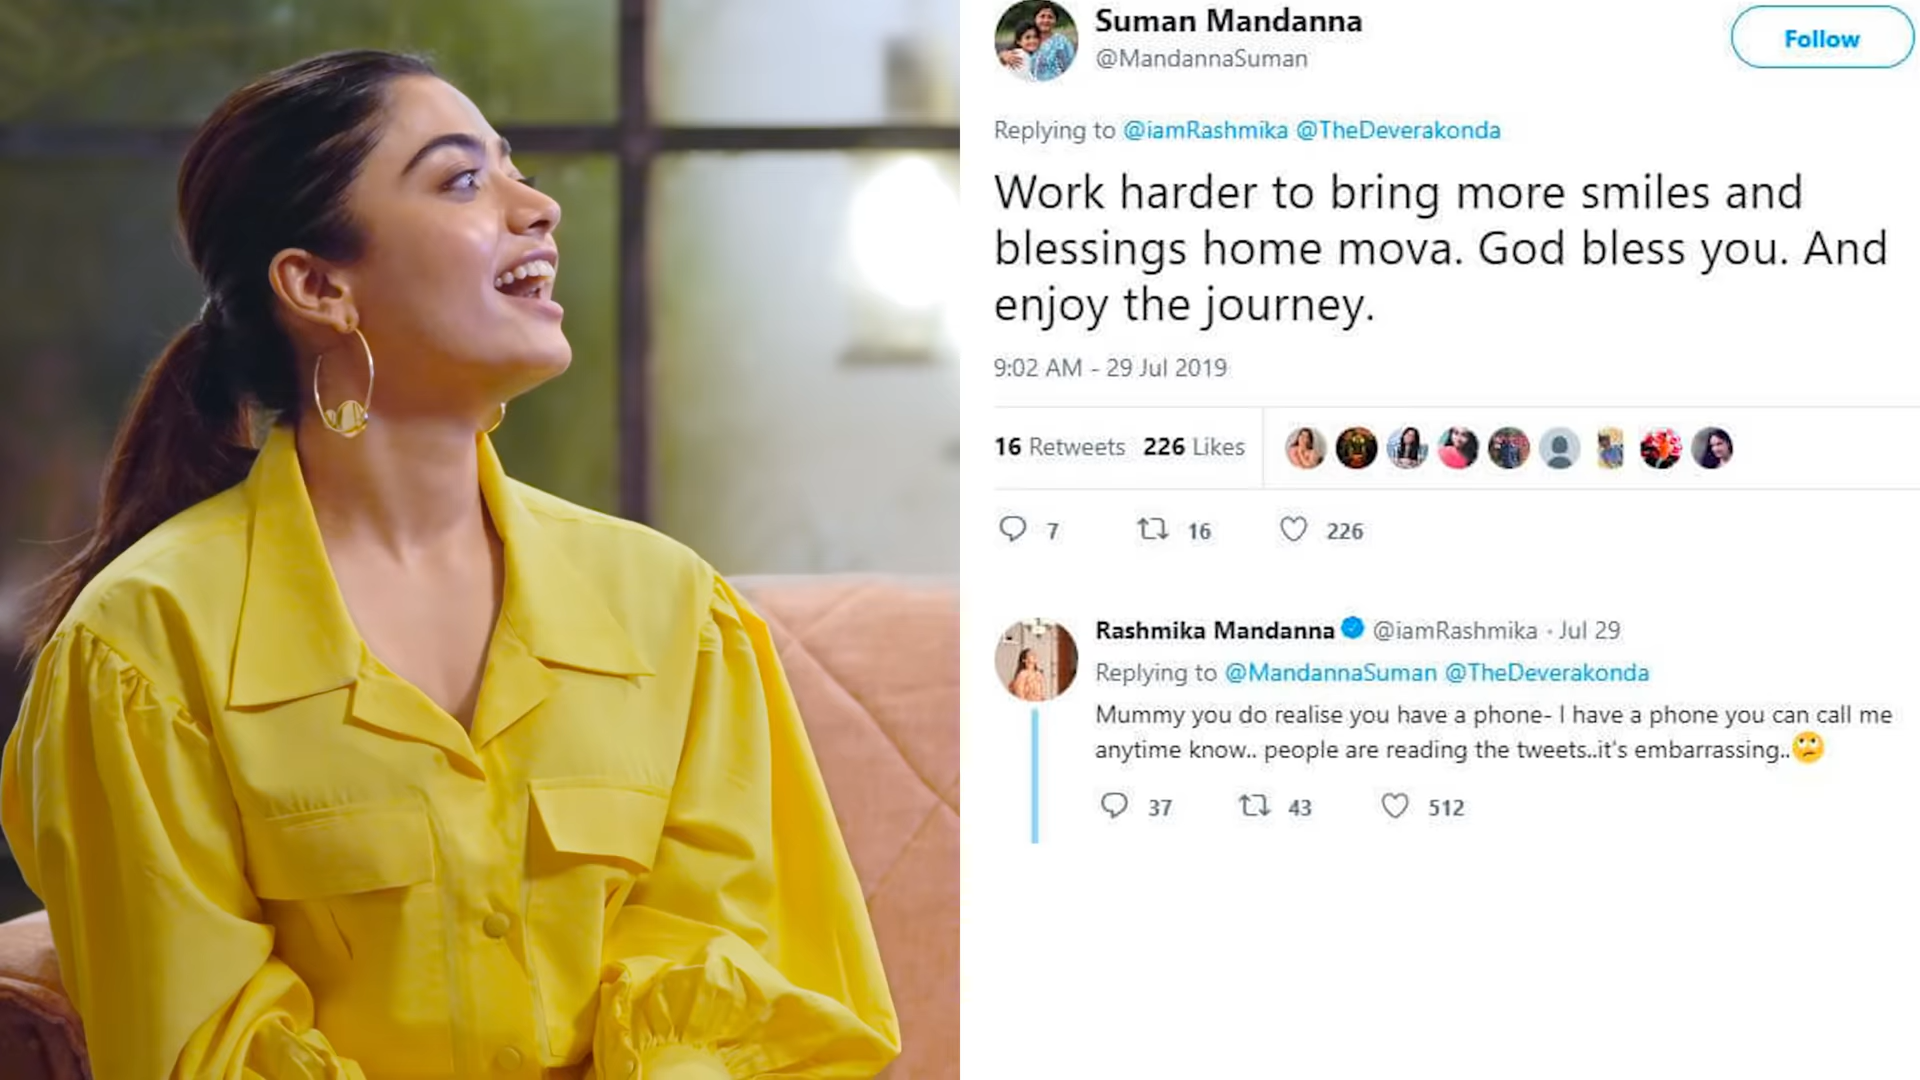 Suman Mandanna
@MandannaSuman
Follow
Replying to @iamRashmika @TheDeverakonda
Work harder to bring more smiles and
blessings home mova. God bless you. And
enjoy the journey.
9:02 AM - 29 Jul 2019
16 Retweets 226 Likes
7 16 226
Rashmika Mandanna @iamRashmika · Jul 29
Replying to @MandannaSuman @TheDeverakonda
Mummy you do realise you have a phone- I have a phone you can call me
anytime know.. people are reading the tweets..it's embarrassing..🙄
37 43 512